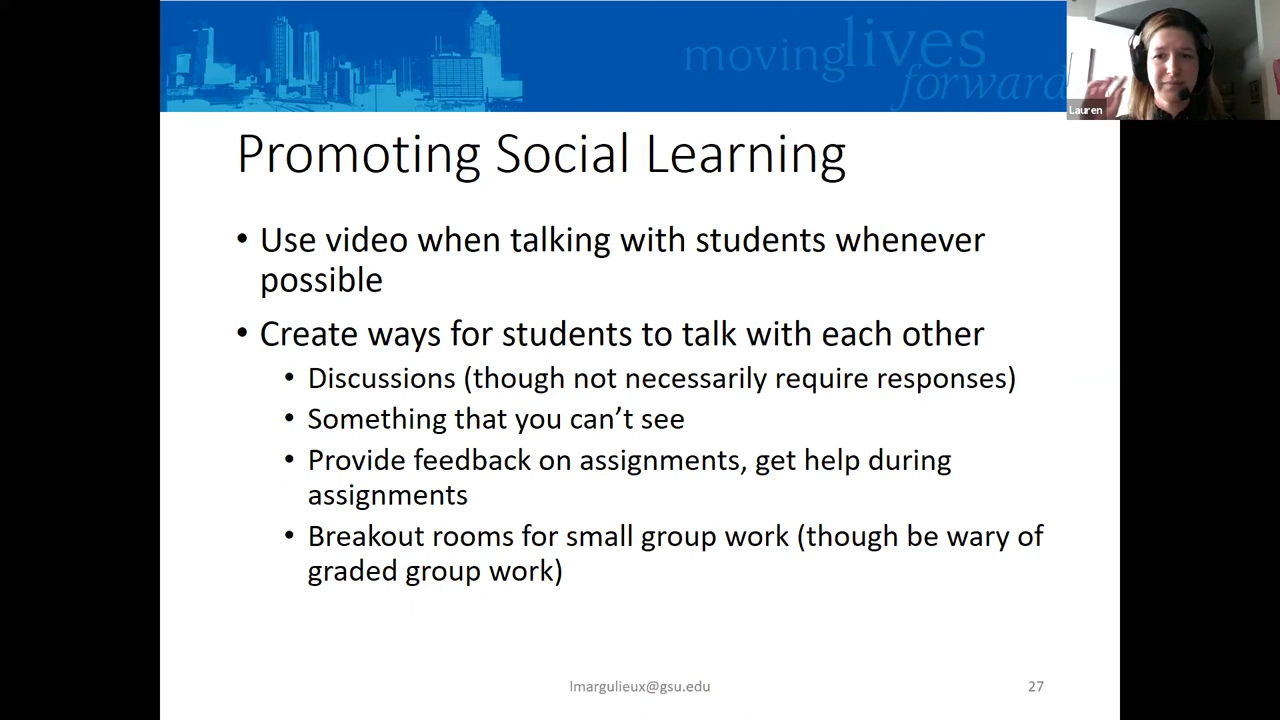 movinglives
forward
Lauren
Promoting Social Learning
• Use video when talking with students whenever
possible
• Create ways for students to talk with each other
• Discussions (though not necessarily require responses)
• Something that you can’t see
• Provide feedback on assignments, get help during
assignments
• Breakout rooms for small group work (though be wary of
graded group work)
lmargulieux@gsu.edu
27